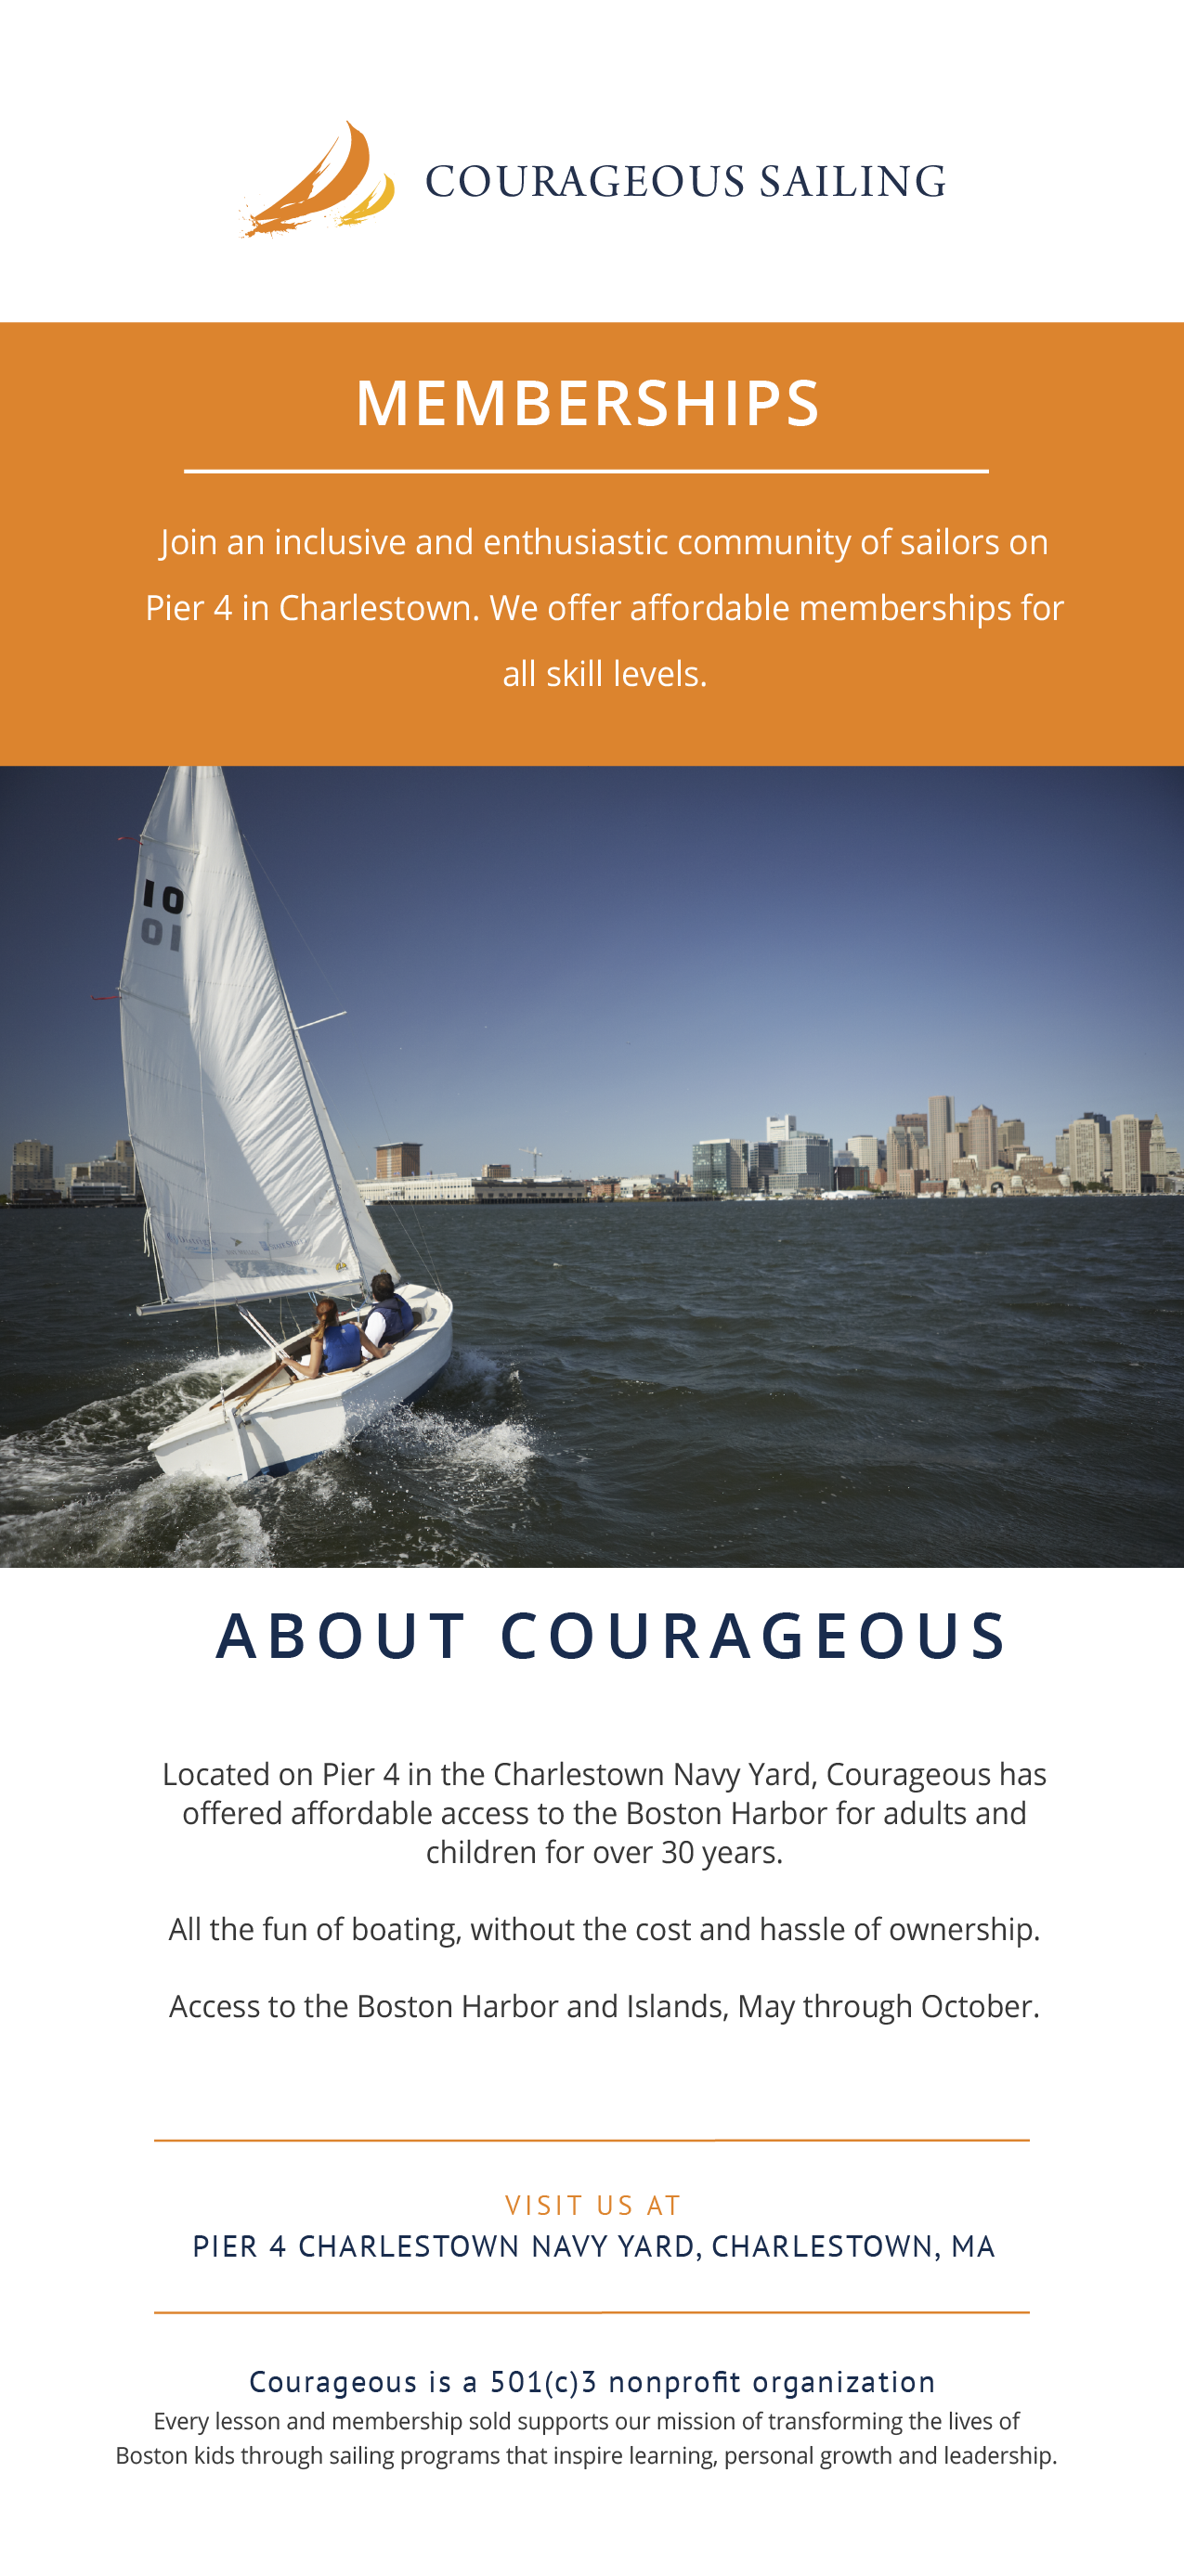 COURAGEOUS SAILING
MEMBERSHIPS
Join an inclusive and enthusiastic community of sailors on
Pier 4 in Charlestown. We offer affordable memberships for
all skill levels.
10
ABOUT COURAGEOUS
Located on Pier 4 in the Charlestown Navy Yard, Courageous has
offered affordable access to the Boston Harbor for adults and
children for over 30 years.
All the fun of boating, without the cost and hassle of ownership.
Access to the Boston Harbor and Islands, May through October.
VISIT US AT
PIER 4 CHARLESTOWN NAVY YARD, CHARLESTOWN, MA
Courageous is a 501(c)3 nonprofit organization
Every lesson and membership sold supports our mission of transforming the lives of
Boston kids through sailing programs that inspire learning, personal growth and leadership.